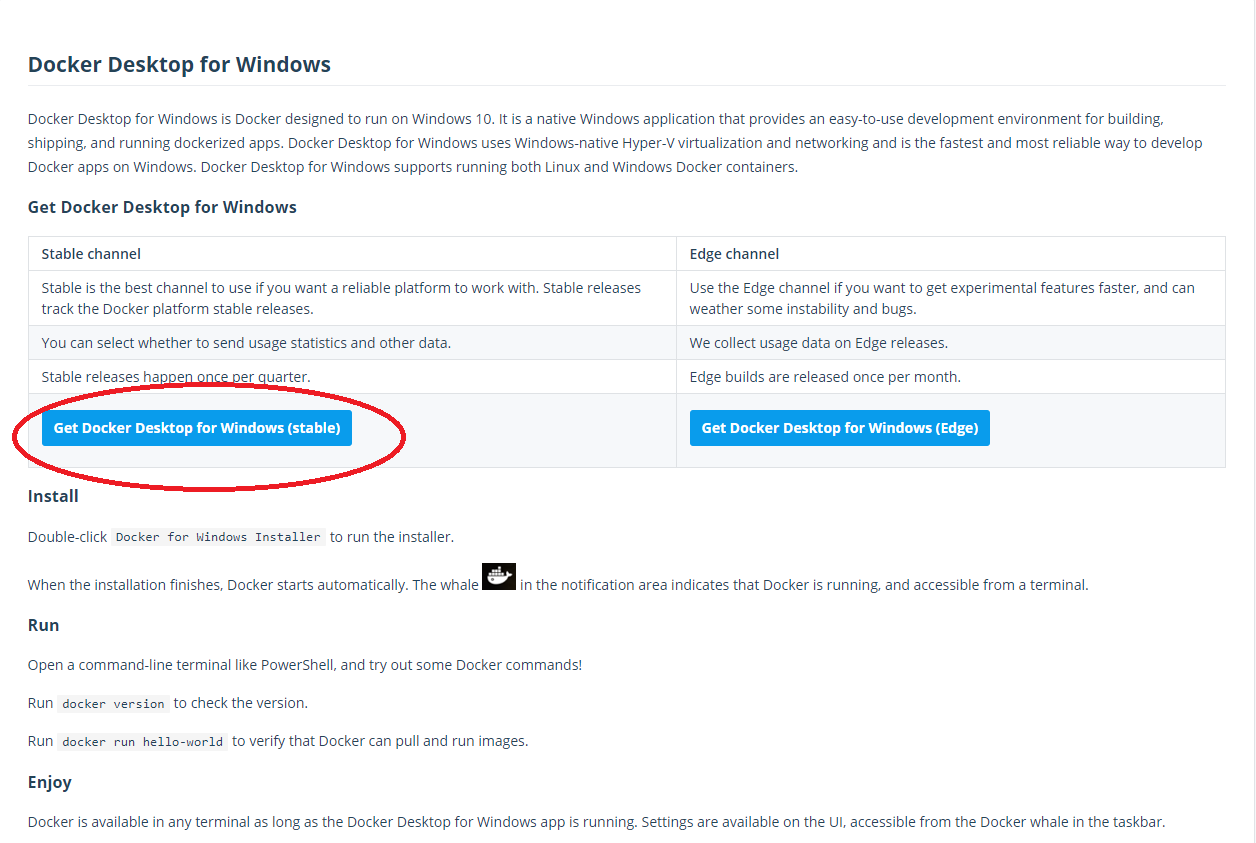 Docker Desktop for Windows
Docker Desktop for Windows is Docker designed to run on Windows 10. It is a native Windows application that provides an easy-to-use development environment for building,
shipping, and running dockerized apps. Docker Desktop for Windows uses Windows-native Hyper-V virtualization and networking and is the fastest and most reliable way to develop
Docker apps on Windows. Docker Desktop for Windows supports running both Linux and Windows Docker containers.
Get Docker Desktop for Windows
Stable channel
Edge channel
Stable is the best channel to use if you want a reliable platform to work with. Stable releases
track the Docker platform stable releases.
Use the Edge channel if you want to get experimental features faster, and can
weather some instability and bugs.
You can select whether to send usage statistics and other data.
We collect usage data on Edge releases.
Stable releases happen once per quarter.
Edge builds are released once per month.
Get Docker Desktop for Windows (stable)
Get Docker Desktop for Windows (Edge)
Install
Double-click Docker for Windows Installer to run the installer.
When the installation finishes, Docker starts automatically. The whale in the notification area indicates that Docker is running, and accessible from a terminal.
Run
Open a command-line terminal like PowerShell, and try out some Docker commands!
Run docker version to check the version.
Run docker run hello-world to verify that Docker can pull and run images.
Enjoy
Docker is available in any terminal as long as the Docker Desktop for Windows app is running. Settings are available on the UI, accessible from the Docker whale in the taskbar.